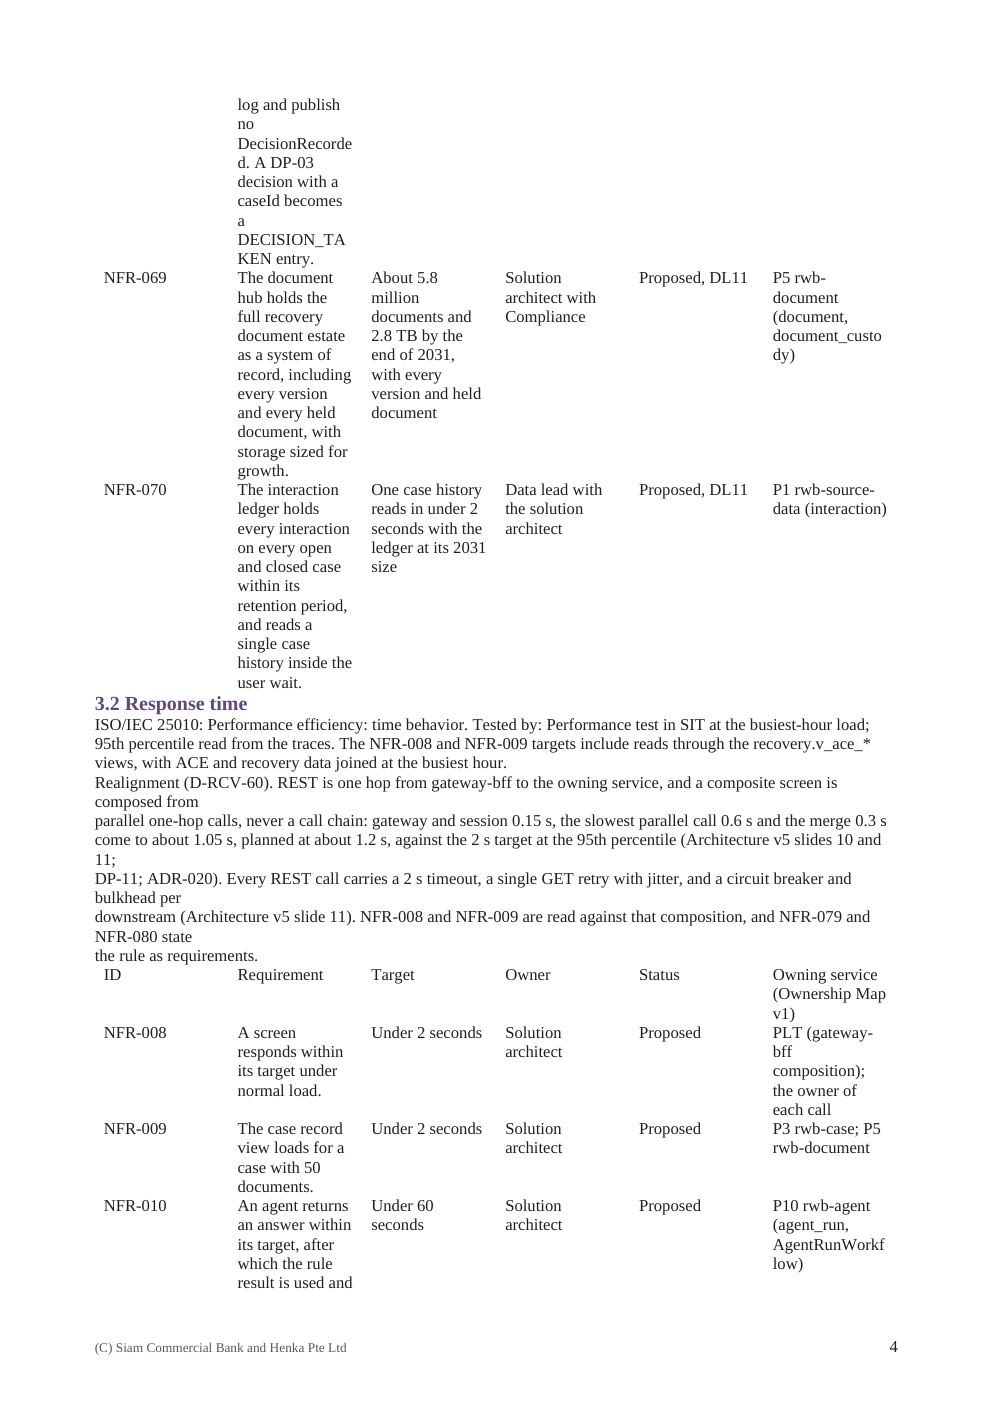 log and publish
no
DecisionRecorde
d. A DP-03
decision with a
caseId becomes
a
DECISION_TA
KEN entry.
NFR-069
The document
hub holds the
full recovery
document estate
as a system of
record, including
every version
and every held
document, with
storage sized for
growth.
About 5.8
million
documents and
2.8 TB by the
end of 2031,
with every
version and held
document
Solution
architect with
Compliance
Proposed, DL11
P5 rwb-
document
(document,
document_custo
dy)
NFR-070
The interaction
ledger holds
every interaction
on every open
and closed case
within its
retention period,
and reads a
single case
history inside the
user wait.
One case history
reads in under 2
seconds with the
ledger at its 2031
size
Data lead with
the solution
architect
Proposed, DL11
P1 rwb-source-
data (interaction)
3.2 Response time
ISO/IEC 25010: Performance efficiency: time behavior. Tested by: Performance test in SIT at the busiest-hour load;
95th percentile read from the traces. The NFR-008 and NFR-009 targets include reads through the recovery.v_ace_*
views, with ACE and recovery data joined at the busiest hour.
Realignment (D-RCV-60). REST is one hop from gateway-bff to the owning service, and a composite screen is
composed from
parallel one-hop calls, never a call chain: gateway and session 0.15 s, the slowest parallel call 0.6 s and the merge 0.3 s
come to about 1.05 s, planned at about 1.2 s, against the 2 s target at the 95th percentile (Architecture v5 slides 10 and
11;
DP-11; ADR-020). Every REST call carries a 2 s timeout, a single GET retry with jitter, and a circuit breaker and
bulkhead per
downstream (Architecture v5 slide 11). NFR-008 and NFR-009 are read against that composition, and NFR-079 and
NFR-080 state
the rule as requirements.
ID
Requirement
Target
Owner
Status
Owning service
(Ownership Map
v1)
NFR-008
A screen
responds within
its target under
normal load.
Under 2 seconds
Solution
architect
Proposed
PLT (gateway-
bff
composition);
the owner of
each call
NFR-009
The case record
view loads for a
case with 50
documents.
Under 2 seconds
Solution
architect
Proposed
P3 rwb-case; P5
rwb-document
NFR-010
An agent returns
an answer within
its target, after
which the rule
result is used and
Under 60
seconds
Solution
architect
Proposed
P10 rwb-agent
(agent_run,
AgentRunWorkf
low)
(C) Siam Commercial Bank and Henka Pte Ltd
4